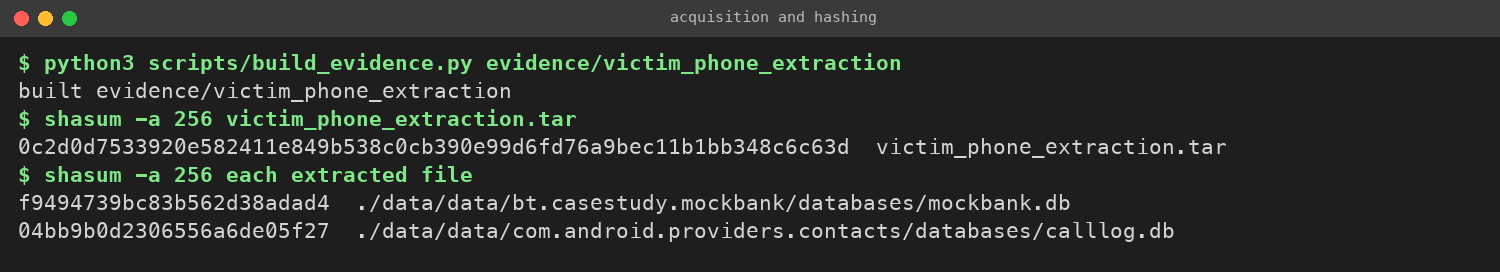 acquisition and hashing
$ python3 scripts/build_evidence.py evidence/victim_phone_extraction
built evidence/victim_phone_extraction
$ shasum -a 256 victim_phone_extraction.tar
0c2d0d7533920e582411e849b538c0cb390e99d6fd76a9bec11b1bb348c6c63d  victim_phone_extraction.tar
$ shasum -a 256 each extracted file
f9494739bc83b562d38adad4  ./data/data/bt.casestudy.mockbank/databases/mockbank.db
04bb9b0d2306556a6de05f27  ./data/data/com.android.providers.contacts/databases/calllog.db